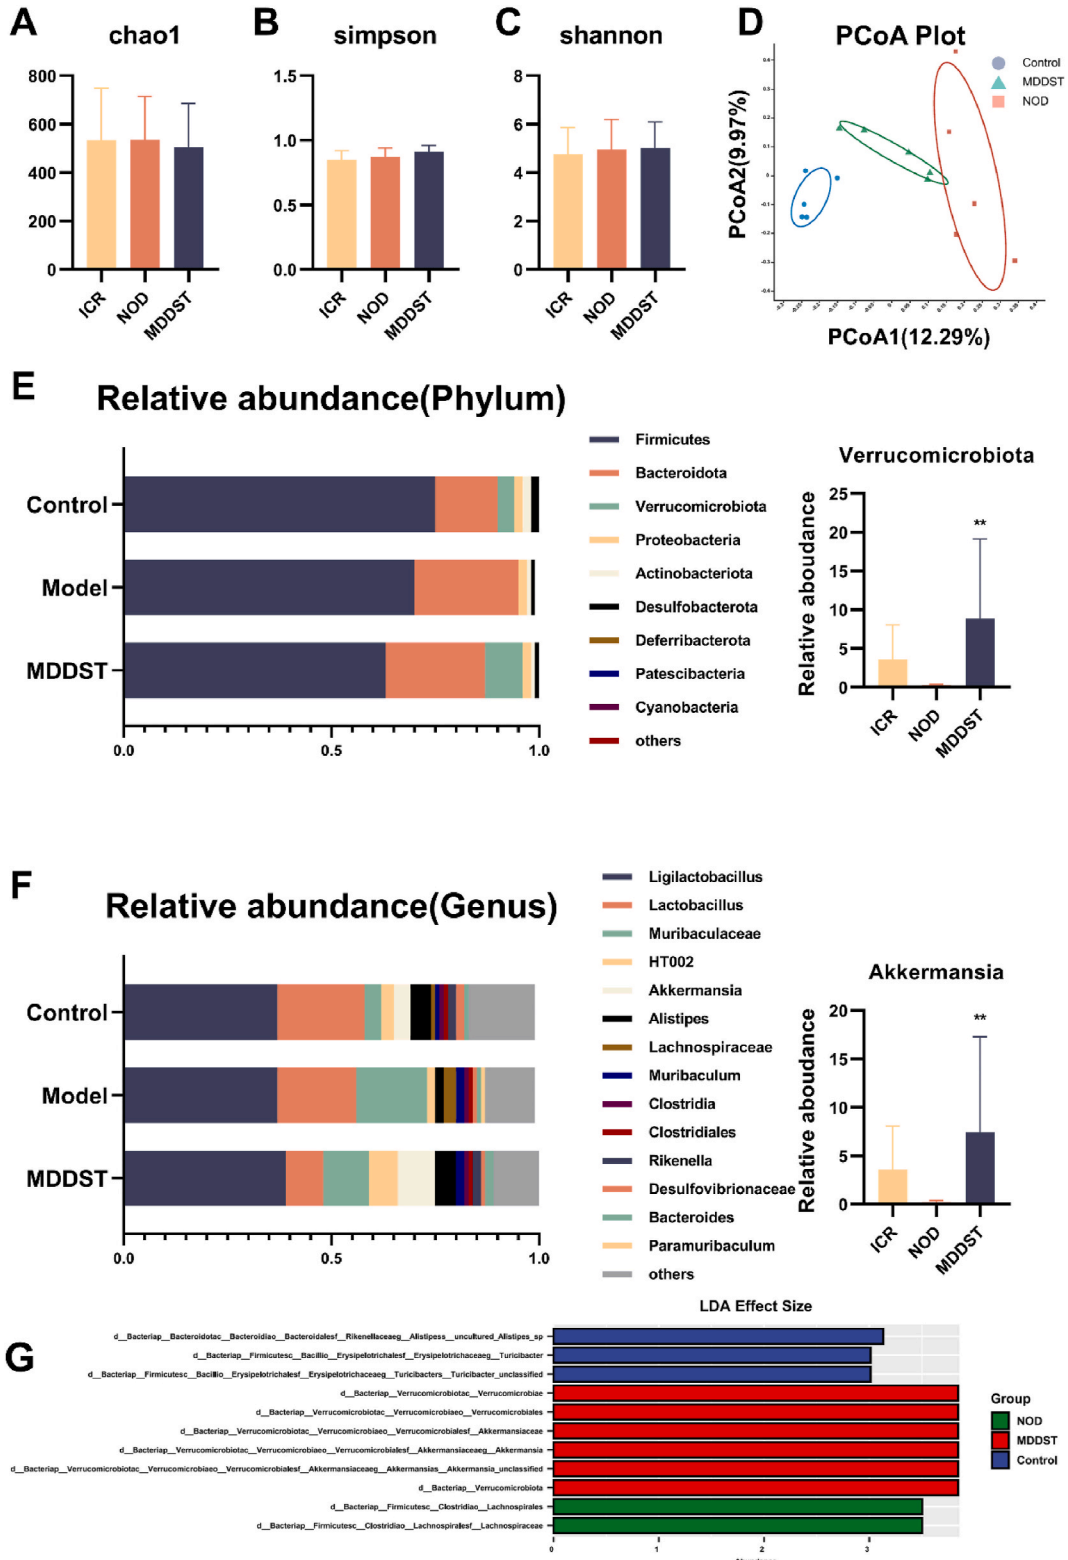 A
chao1
800
600
400
200
0
ICR
NOD
MDDST
B
simpson
1.5
1.0
0.5
0.0
ICR
NOD
MDDST
C
shannon
8
6
4
2
0
ICR
NOD
MDDST
D
PCoA Plot
Control
MDDST
NOD
PCoA2(9.97%)
PCoA1(12.29%)
E
Relative abundance(Phylum)
Control
Model
MDDST
0.0
0.5
1.0
Firmicutes
Bacteroidota
Verrucomicrobiota
Proteobacteria
Actinobacteriota
Desulfobacterota
Deferribacterota
Patescibacteria
Cyanobacteria
others
Verrucomicrobiota
Relative aboudance
25
20
15
10
5
0
**
ICR
NOD
MDDST
F
Relative abundance(Genus)
Control
Model
MDDST
0.0
0.5
1.0
Ligilactobacillus
Lactobacillus
Muribaculaceae
HT002
Akkermansia
Alistipes
Lachnospiraceae
Muribaculum
Clostridia
Clostridiales
Rikenella
Desulfovibrionaceae
Bacteroides
Paramuribaculum
others
Akkermansia
Relative aboudance
20
15
10
5
0
**
ICR
NOD
MDDST
G
LDA Effect Size
d__Bacteriap__Bacteroidotac__Bacteroidiao__Bacteroidalesf__Rikenellaceaeg__Alistipess__uncultured_Alistipes_sp
d__Bacteriap__Firmicutesc__Bacillio__Erysipelotrichalesf__Erysipelotrichaceaeg__Turicibacter
d__Bacteriap__Firmicutesc__Bacillio__Erysipelotrichalesf__Erysipelotrichaceaeg__Turicibacters__Turicibacter_unclassified
d__Bacteriap__Verrucomicrobiotac__Verrucomicrobiae
d__Bacteriap__Verrucomicrobiotac__Verrucomicrobiaeo__Verrucomicrobiales
d__Bacteriap__Verrucomicrobiotac__Verrucomicrobiaeo__Verrucomicrobialesf__Akkermansiaceae
d__Bacteriap__Verrucomicrobiotac__Verrucomicrobiaeo__Verrucomicrobialesf__Akkermansiaceaeg__Akkermansia
d__Bacteriap__Verrucomicrobiotac__Verrucomicrobiaeo__Verrucomicrobialesf__Akkermansiaceaeg__Akkermansias__Akkermansia_unclassified
d__Bacteriap__Verrucomicrobiota
d__Bacteriap__Firmicutesc__Clostridiao__Lachnospirales
d__Bacteriap__Firmicutesc__Clostridiao__Lachnospiralesf__Lachnospiraceae
0
1
2
3
Group
NOD
MDDST
Control